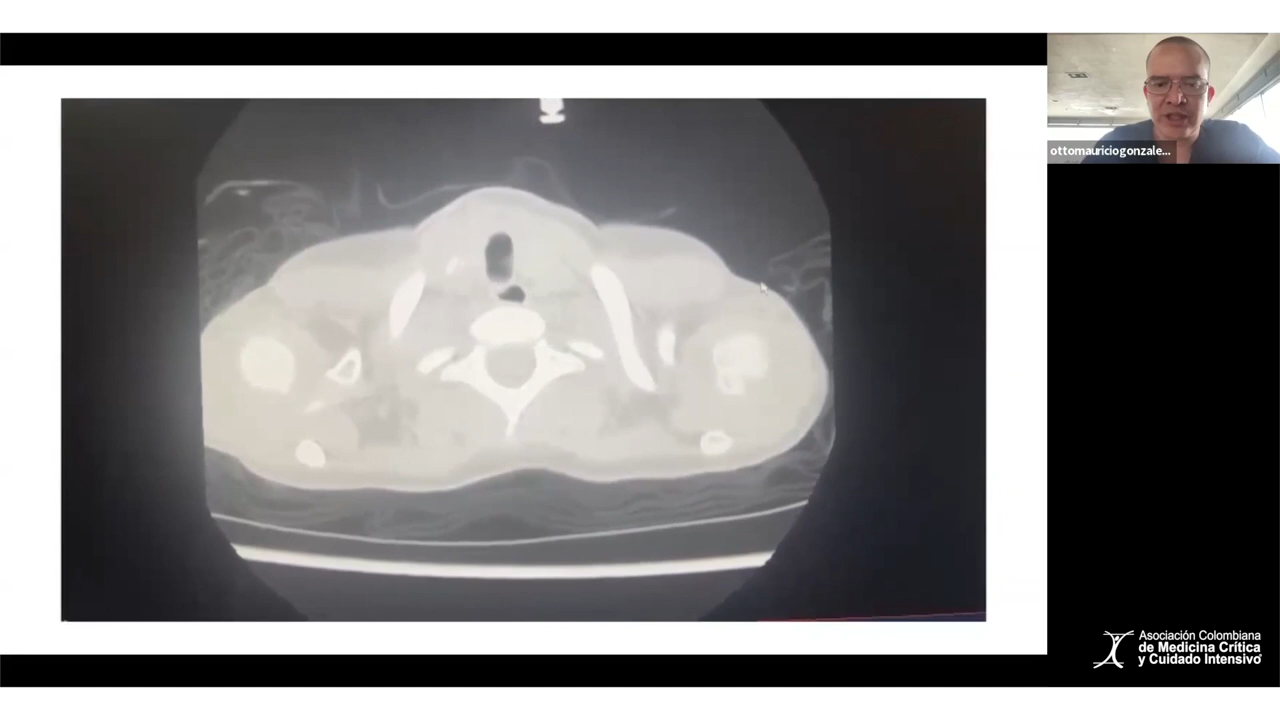 ottomauriciogonzale...
Asociación Colombiana
de Medicina Crítica
y Cuidado Intensivo